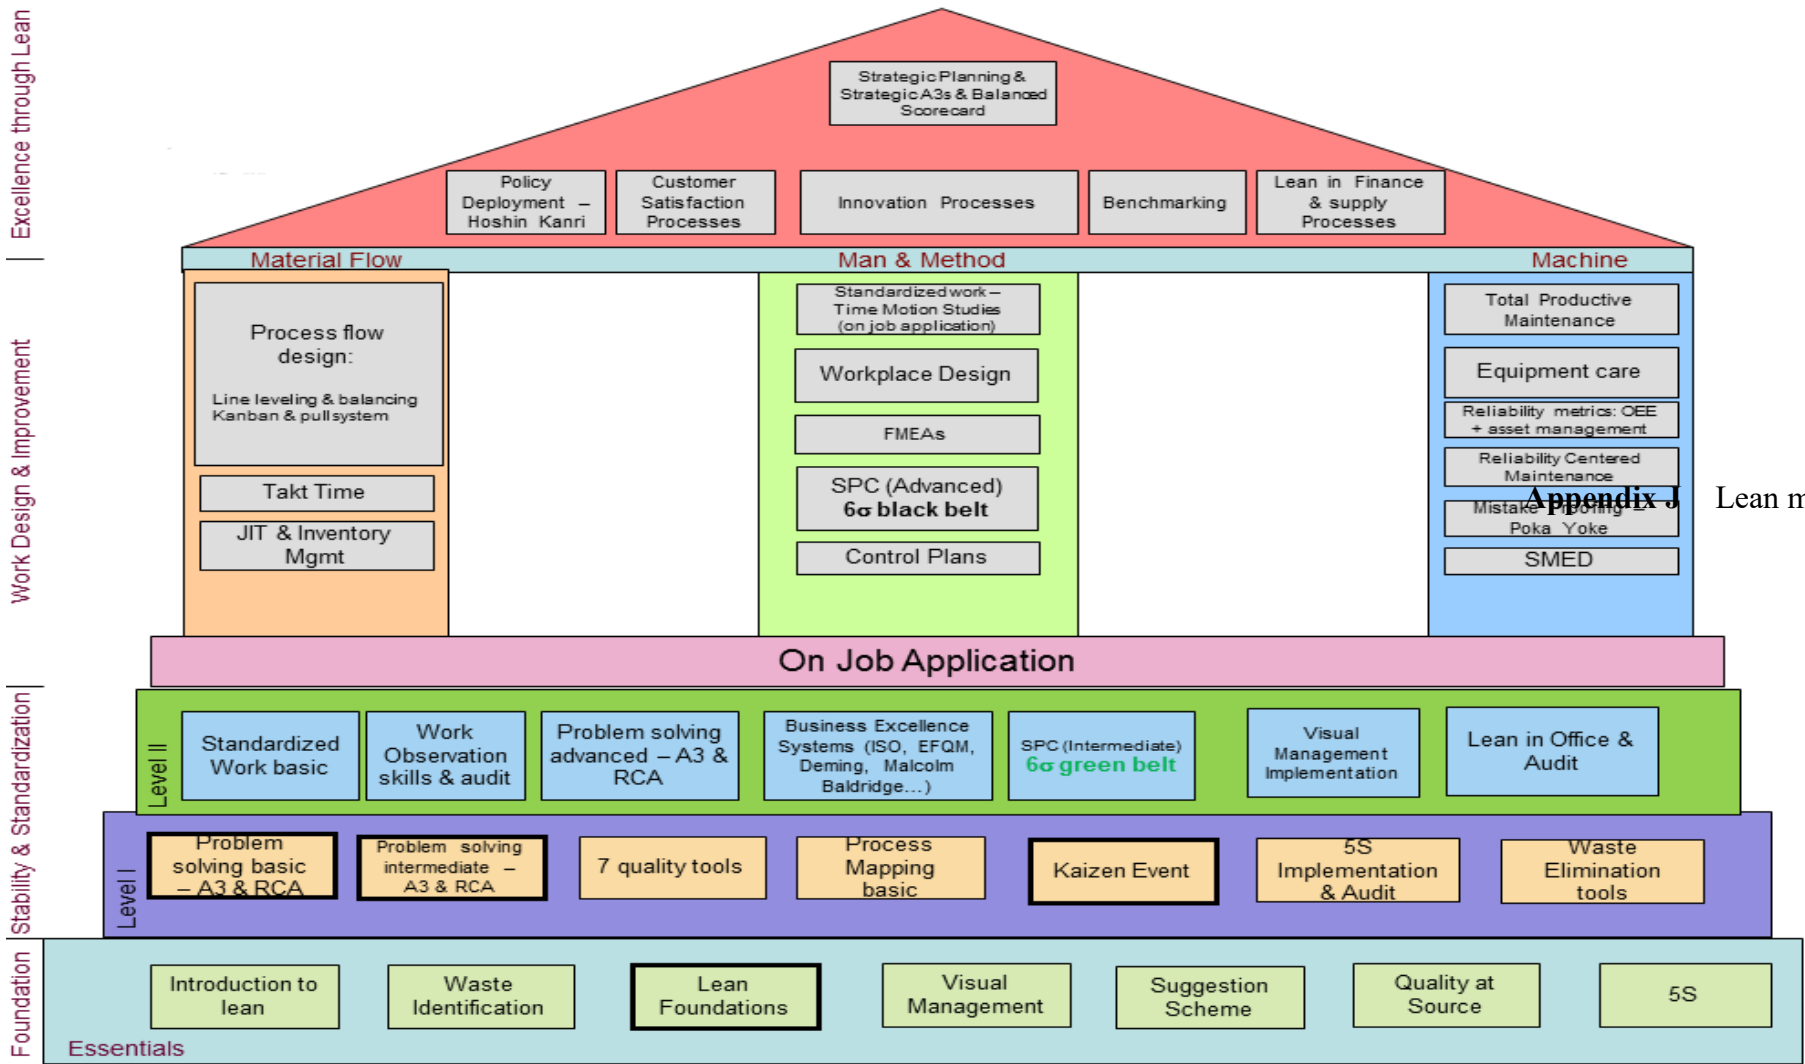 Excellence through Lean
Strategic Planning &
Strategic A3s & Balanced
Scorecard
Policy
Deployment –
Hoshin Kanri
Customer
Satisfaction
Processes
Innovation Processes
Benchmarking
Lean in Finance
& supply
Processes
Work Design & Improvement
Material Flow
Man & Method
Machine
Process flow
design:
Line leveling & balancing
Kanban & pull system
Takt Time
JIT & Inventory
Mgmt
Standardized work –
Time Motion Studies
(on job application)
Workplace Design
FMEAs
SPC (Advanced)
6σ black belt
Control Plans
Total Productive
Maintenance
Equipment care
Reliability metrics: OEE
+ asset management
Reliability Centered
Maintenance
Appendix J Lean m
Mistake Proofing –
Poka Yoke
SMED
On Job Application
Stability & Standardization
Level II
Standardized
Work basic
Work
Observation
skills & audit
Problem solving
advanced – A3 &
RCA
Business Excellence
Systems (ISO, EFQM,
Deming, Malcolm
Baldridge...)
SPC (Intermediate)
6σ green belt
Visual
Management
Implementation
Lean in Office &
Audit
Level I
Problem
solving basic
– A3 & RCA
Problem solving
intermediate –
A3 & RCA
7 quality tools
Process
Mapping
basic
Kaizen Event
5S
Implementation
& Audit
Waste
Elimination
tools
Foundation
Introduction to
lean
Waste
Identification
Lean
Foundations
Visual
Management
Suggestion
Scheme
Quality at
Source
5S
Essentials